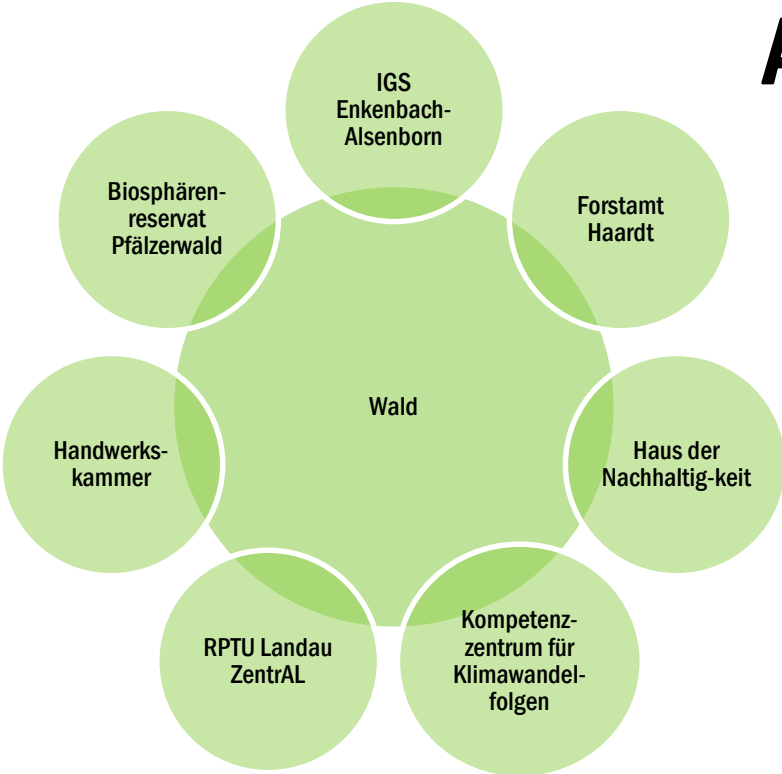 A
IGS
Enkenbach-
Alsenborn
Forstamt
Haardt
Haus der
Nachhaltig-keit
Kompetenz-
zentrum für
Klimawandel-
folgen
RPTU Landau
ZentrAL
Handwerks-
kammer
Biosphären-
reservat
Pfälzerwald
Wald